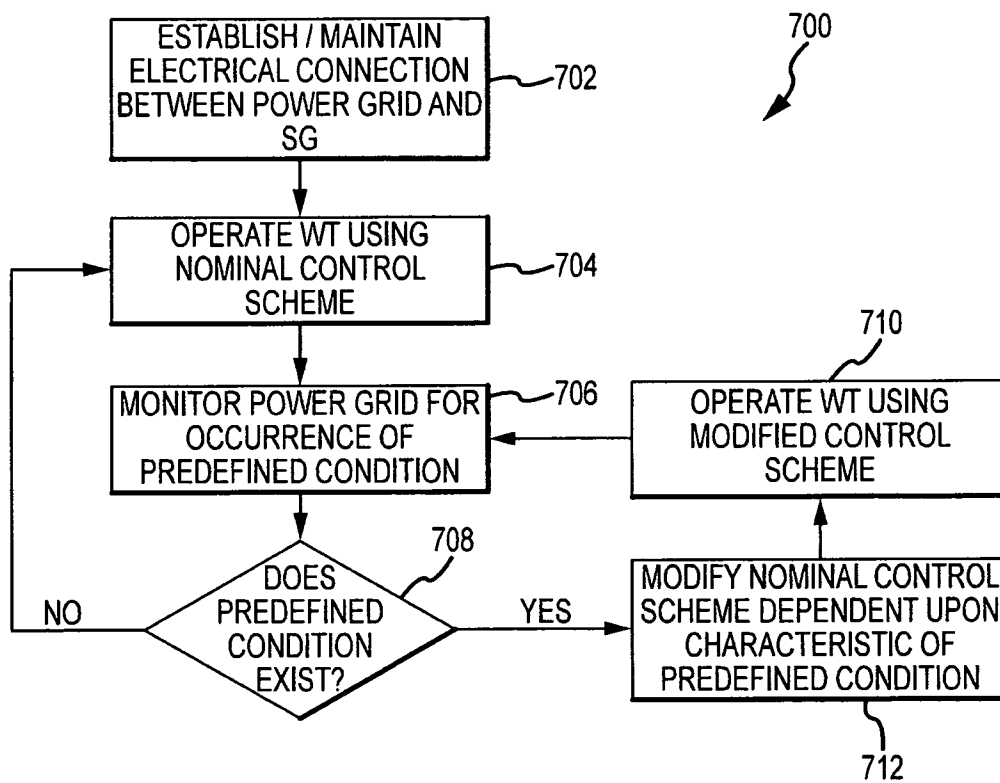 700
ESTABLISH / MAINTAIN
ELECTRICAL CONNECTION
BETWEEN POWER GRID AND
SG
702
OPERATE WT USING
NOMINAL CONTROL
SCHEME
704
MONITOR POWER GRID FOR
OCCURRENCE OF
PREDEFINED CONDITION
706
DOES
PREDEFINED
CONDITION
EXIST?
708
NO
YES
710
OPERATE WT USING
MODIFIED CONTROL
SCHEME
MODIFY NOMINAL CONTROL
SCHEME DEPENDENT UPON
CHARACTERISTIC OF
PREDEFINED CONDITION
712